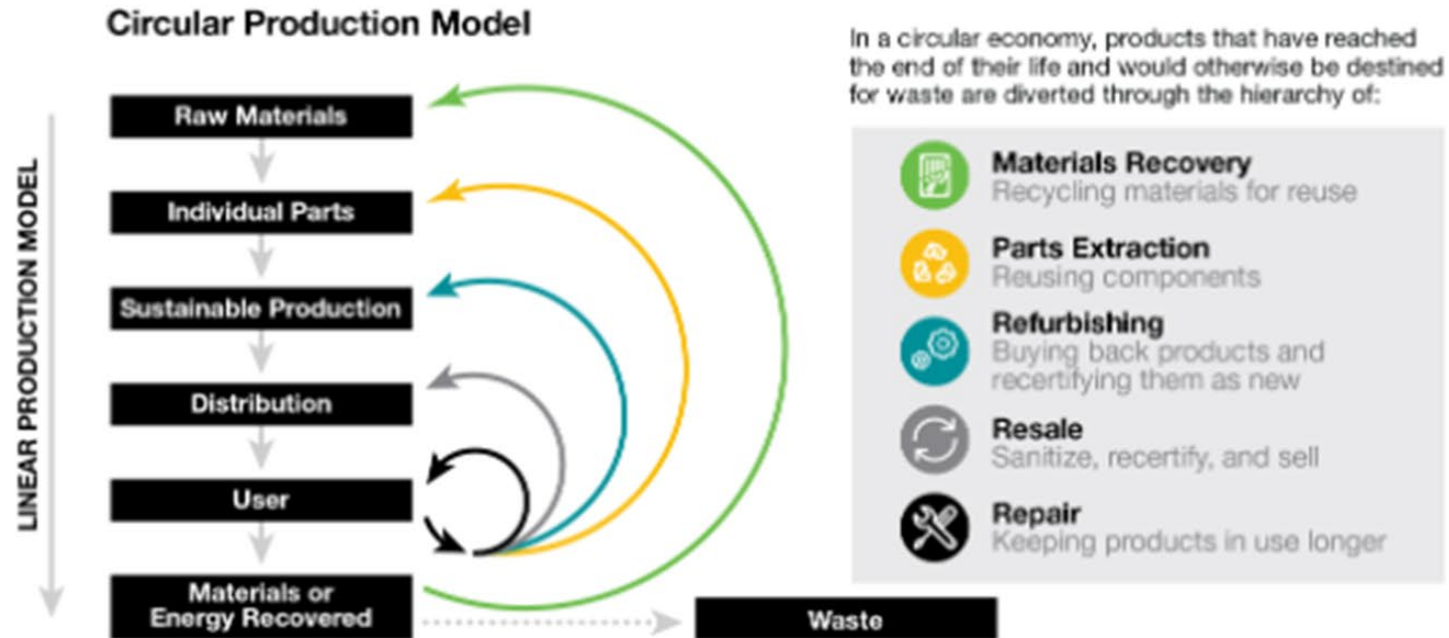 Circular Production Model
LINEAR PRODUCTION MODEL
Raw Materials
Individual Parts
Sustainable Production
Distribution
User
Materials or
Energy Recovered
Waste
In a circular economy, products that have reached
the end of their life and would otherwise be destined
for waste are diverted through the hierarchy of:
Materials Recovery
Recycling materials for reuse
Parts Extraction
Reusing components
Refurbishing
Buying back products and
recertifying them as new
Resale
Sanitize, recertify, and sell
Repair
Keeping products in use longer